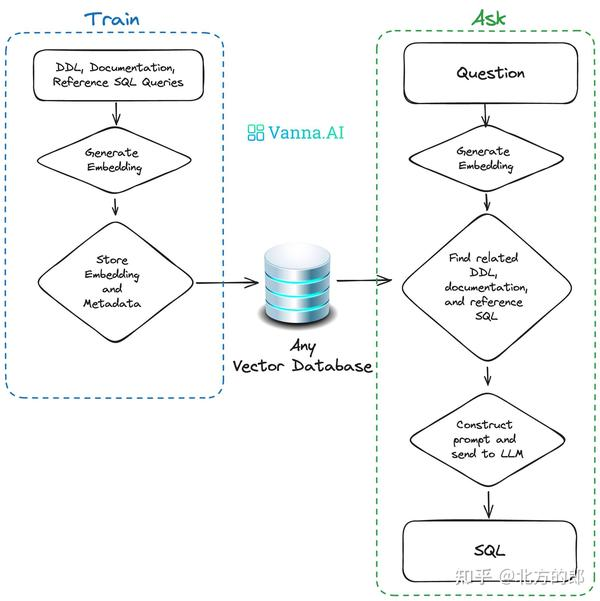 Train
DDL, Documentation,
Reference SQL Queries
Generate
Embedding
Store
Embedding
and
Metadata
Vanna.AI
Any
Vector Database
Ask
Question
Generate
Embedding
Find related
DDL,
documentation,
and reference
SQL
Construct
prompt and
send to LLM
SQL
知乎 @北方的郎